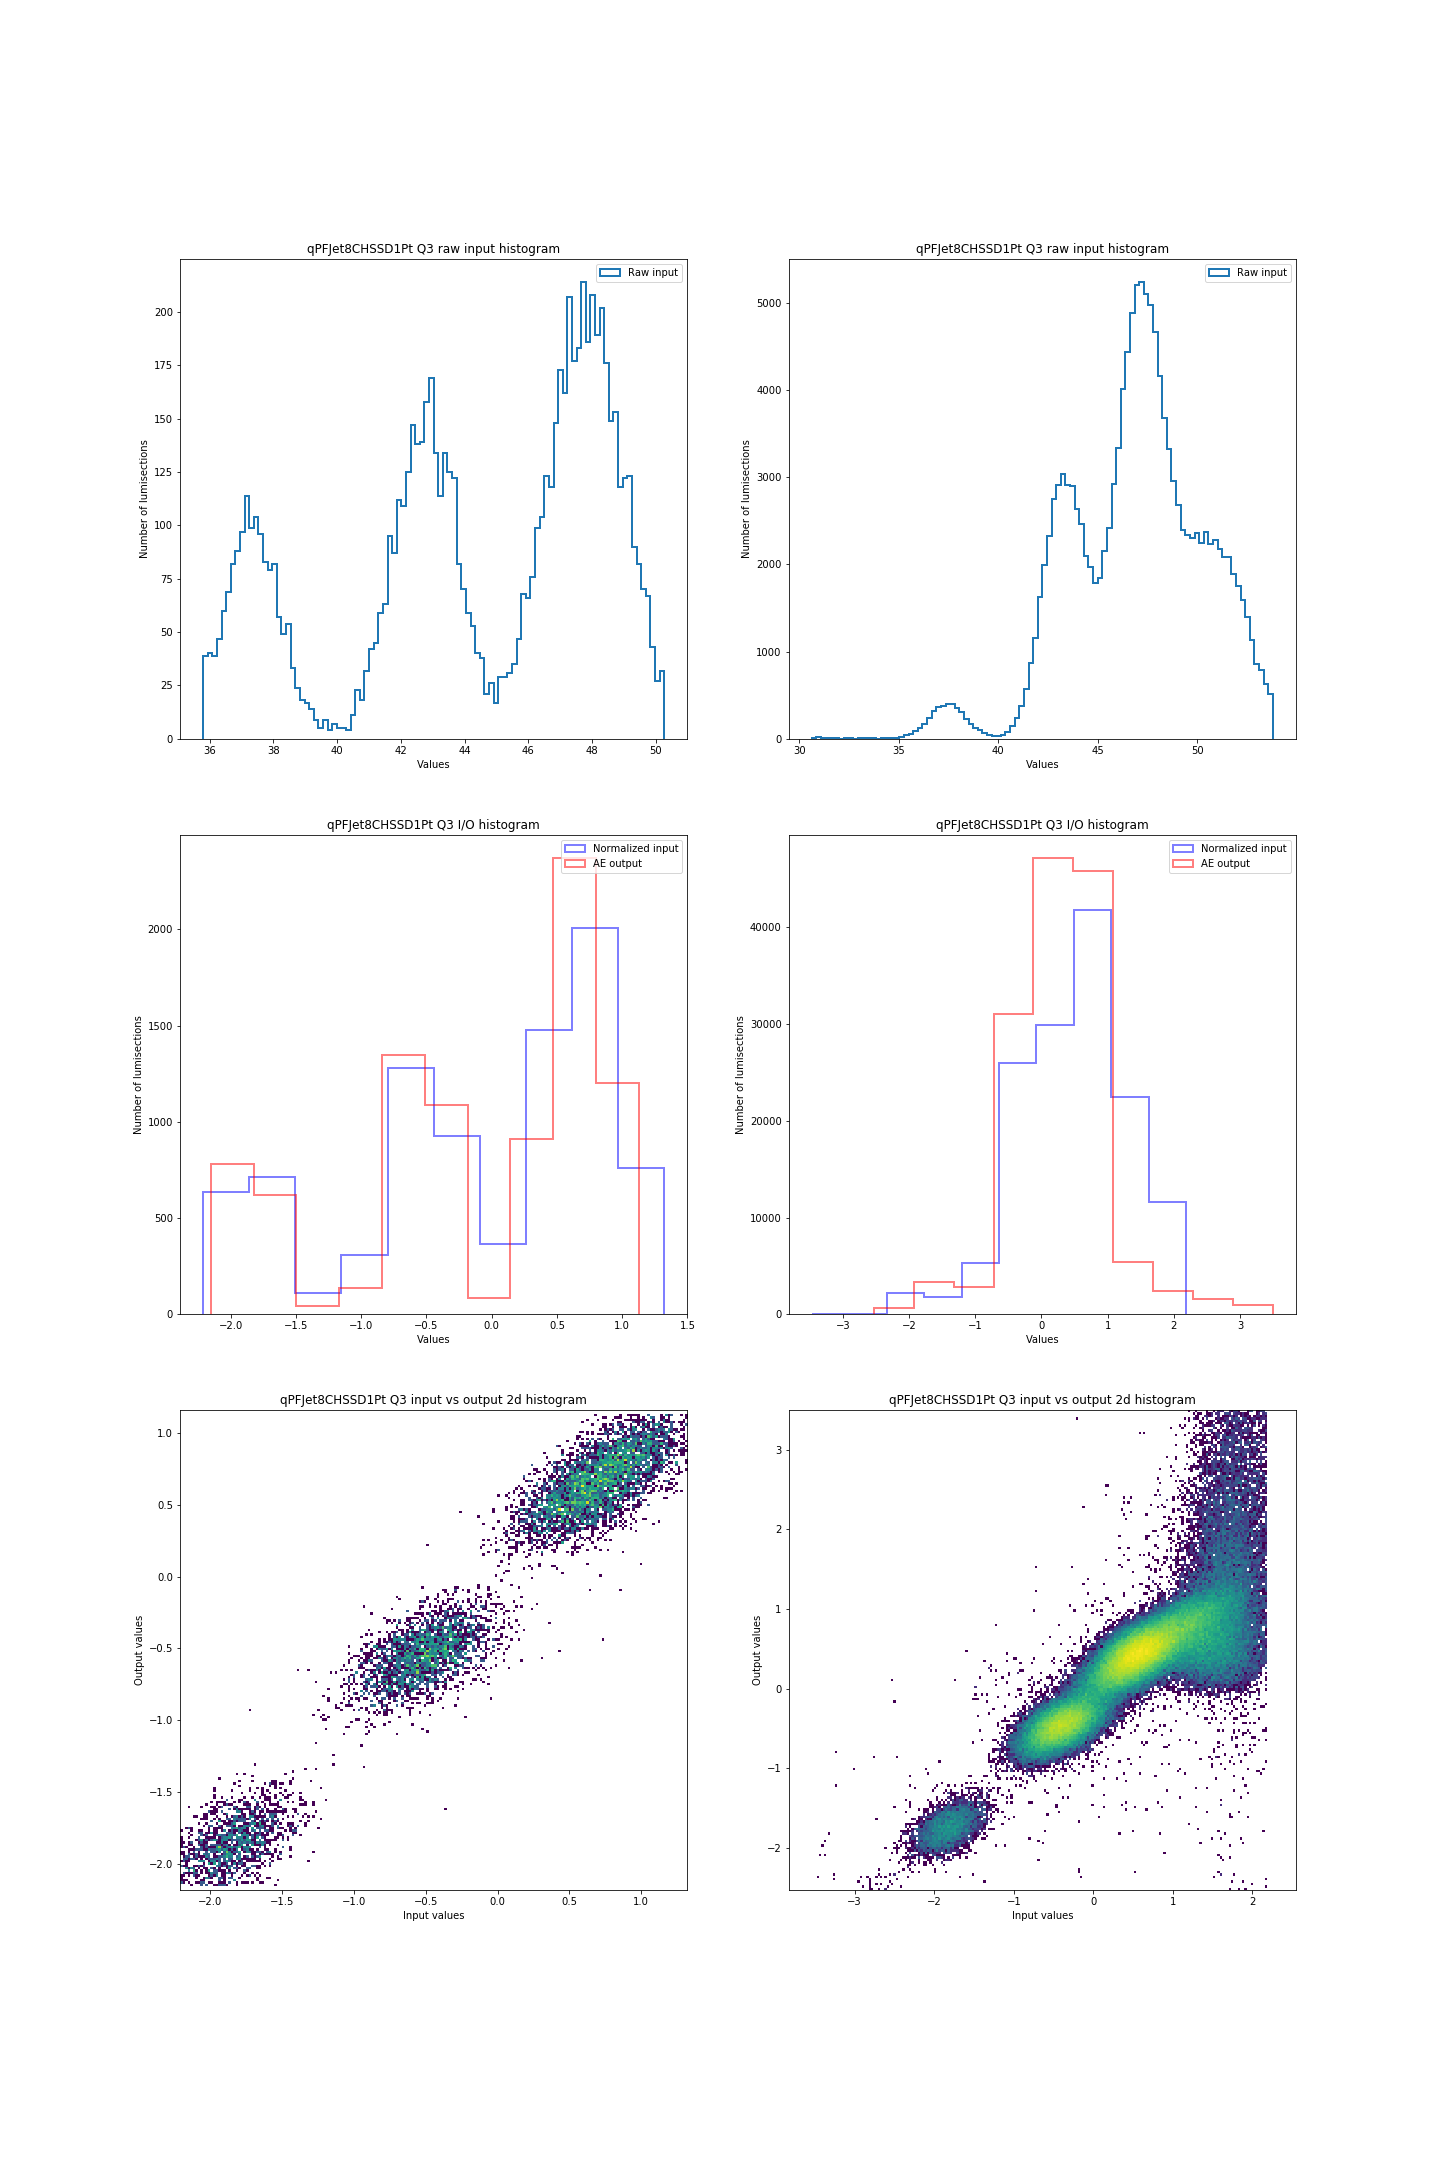 qPFJet8CHSSD1Pt Q3 raw input histogram
Raw input
200
175
150
125
100
75
50
25
0
Number of lumisections
36 38 40 42 44 46 48 50
Values
qPFJet8CHSSD1Pt Q3 raw input histogram
Raw input
5000
4000
3000
2000
1000
0
Number of lumisections
30 35 40 45 50
Values
qPFJet8CHSSD1Pt Q3 I/O histogram
Normalized input
AE output
2000
1500
1000
500
0
Number of lumisections
−2.0 −1.5 −1.0 −0.5 0.0 0.5 1.0 1.5
Values
qPFJet8CHSSD1Pt Q3 I/O histogram
Normalized input
AE output
40000
30000
20000
10000
0
Number of lumisections
−3 −2 −1 0 1 2 3
Values
qPFJet8CHSSD1Pt Q3 input vs output 2d histogram
1.0
0.5
0.0
−0.5
−1.0
−1.5
−2.0
Output values
−2.0 −1.5 −1.0 −0.5 0.0 0.5 1.0
Input values
qPFJet8CHSSD1Pt Q3 input vs output 2d histogram
3
2
1
0
−1
−2
Output values
−3 −2 −1 0 1 2
Input values